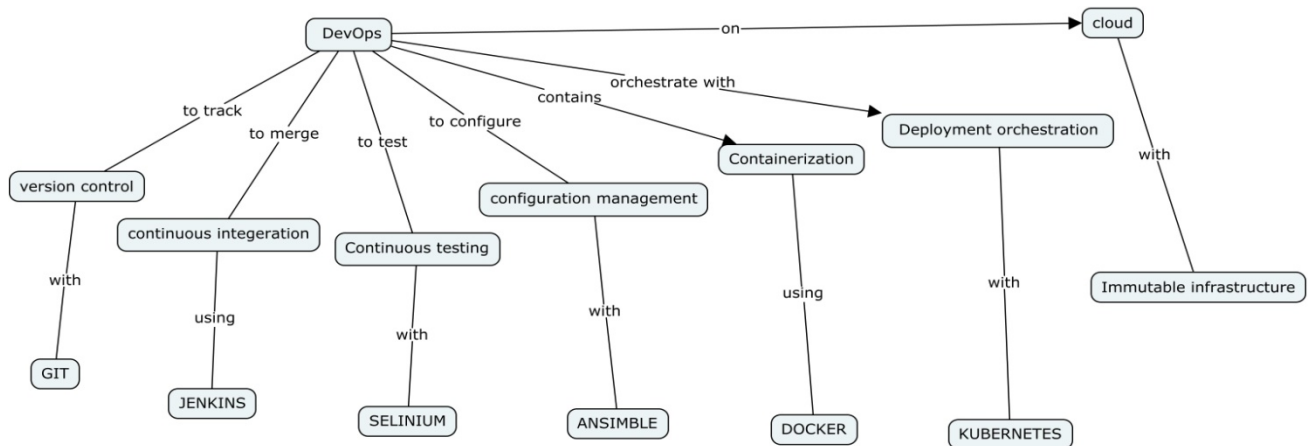 DevOps
on
cloud
to track
to merge
to test
to configure
contains
orchestrate with
with
version control
continuous integeration
Continuous testing
configuration management
Containerization
Deployment orchestration
Immutable infrastructure
with
using
with
with
using
with
GIT
JENKINS
SELINIUM
ANSIMBLE
DOCKER
KUBERNETES